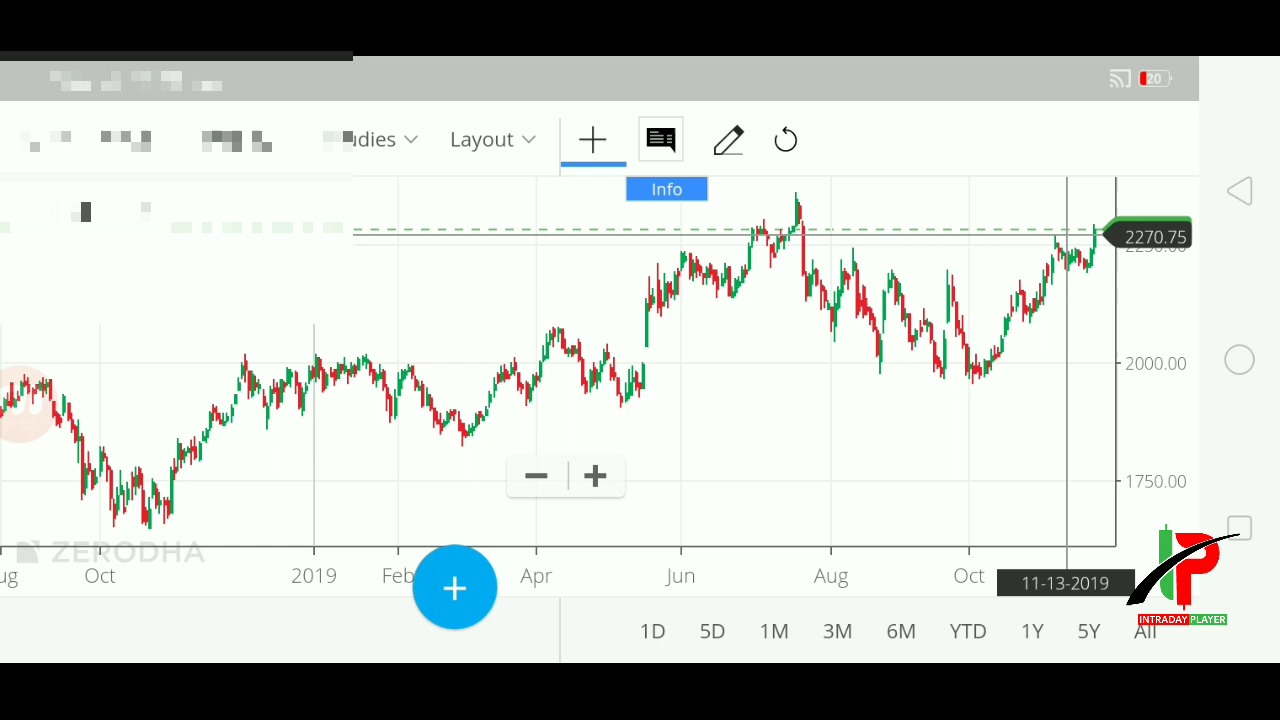 20
Layout
Info
2270.75
2000.00
1750.00
ZERODHA
Oct 2019 Feb Apr Jun Aug Oct 11-13-2019
INTRADAY PLAYER
1D 5D 1M 3M 6M YTD 1Y 5Y All